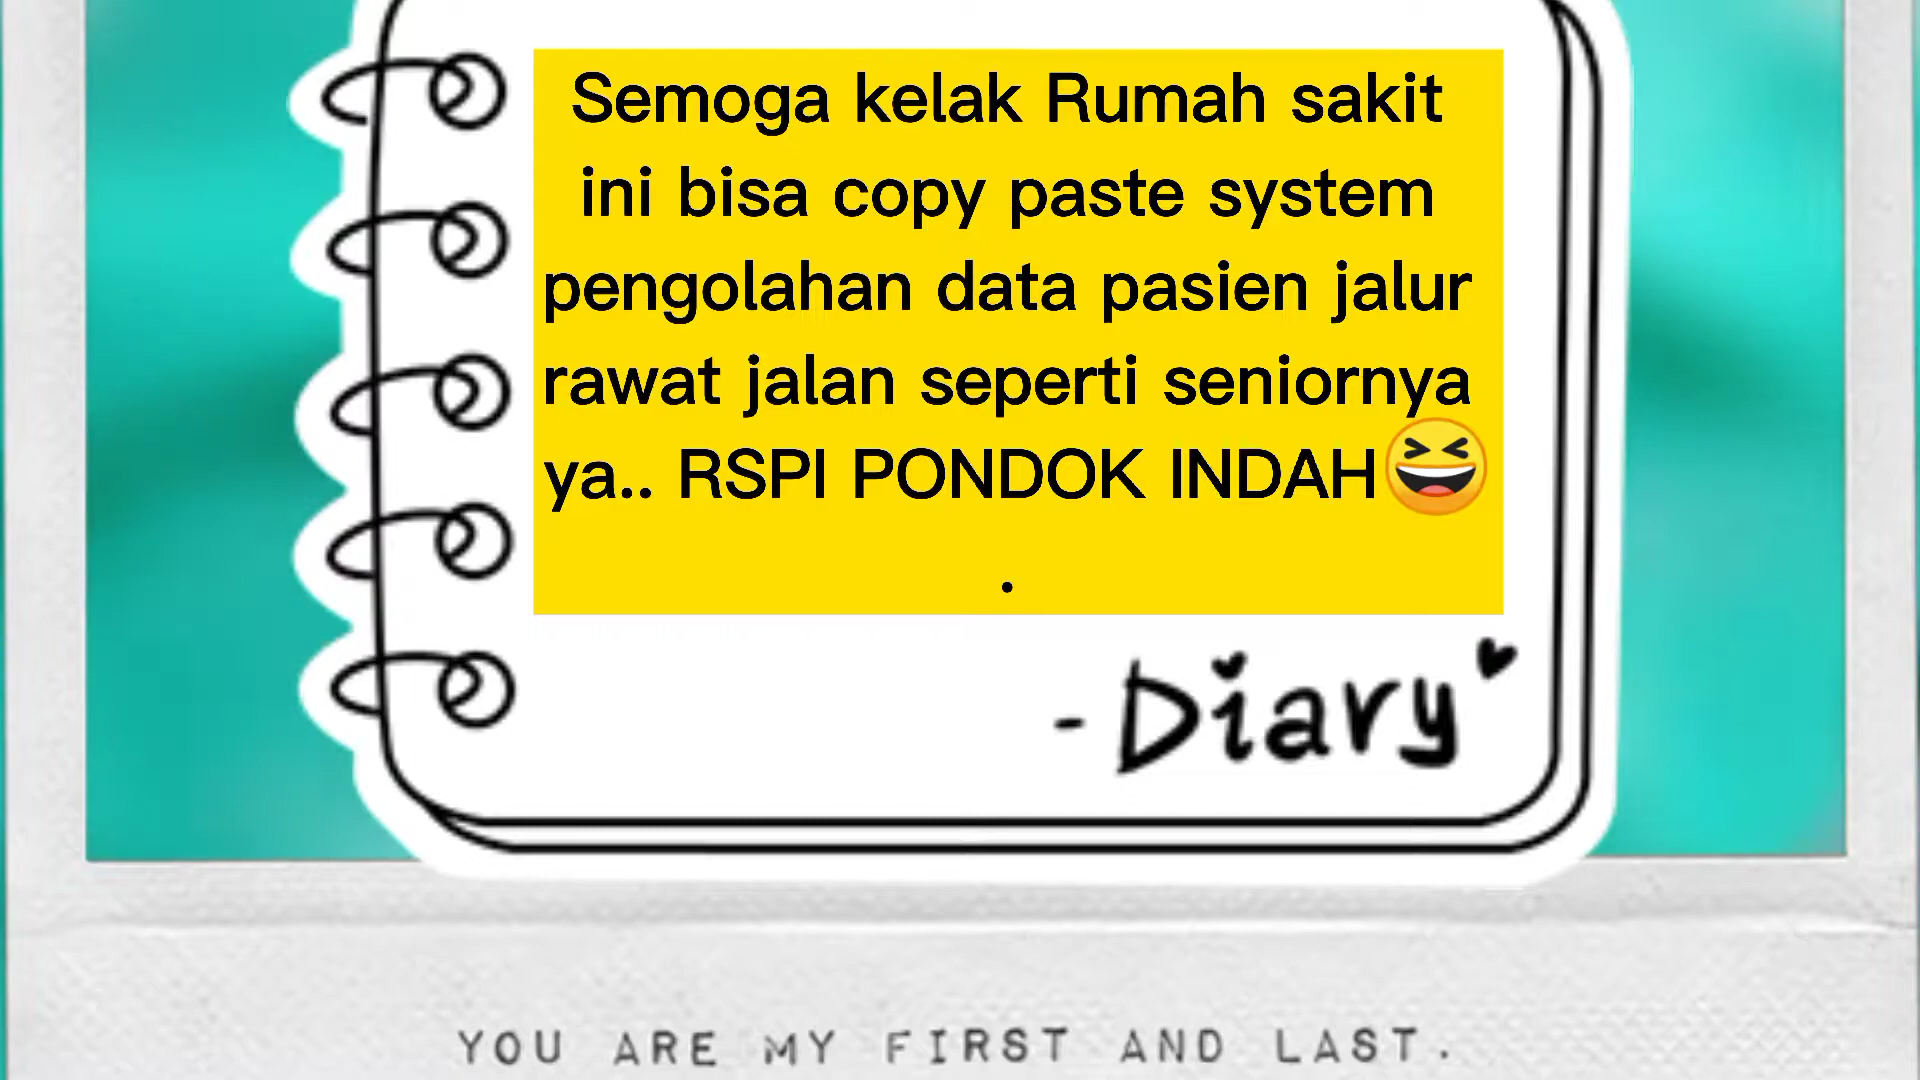 Semoga kelak Rumah sakit
ini bisa copy paste system
pengolahan data pasien jalur
rawat jalan seperti seniornya
ya.. RSPI PONDOK INDAH😆
.
- Diary
YOU ARE MY FIRST AND LAST.